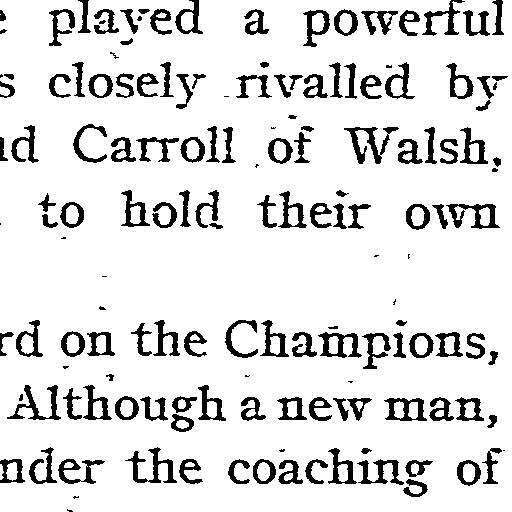 played a powerful
s closely rivalled by
nd Carroll of Walsh,
to hold their own
rd on the Champions,
Although a new man,
nder the coaching of